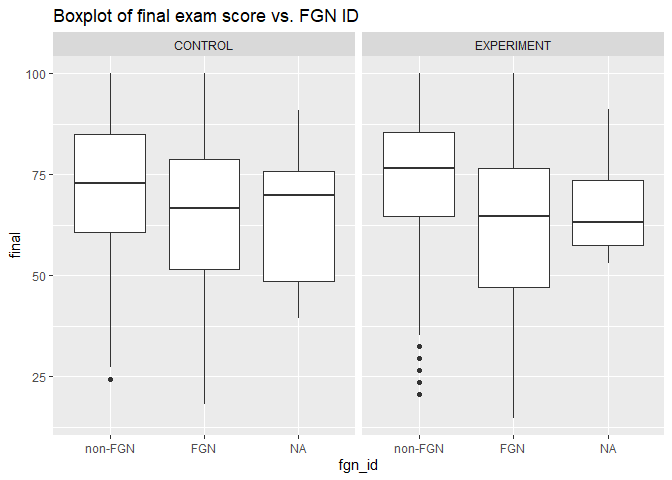 Boxplot of final exam score vs. FGN ID
CONTROL EXPERIMENT
100
75
50
25
final
non-FGN FGN NA non-FGN FGN NA
fgn_id